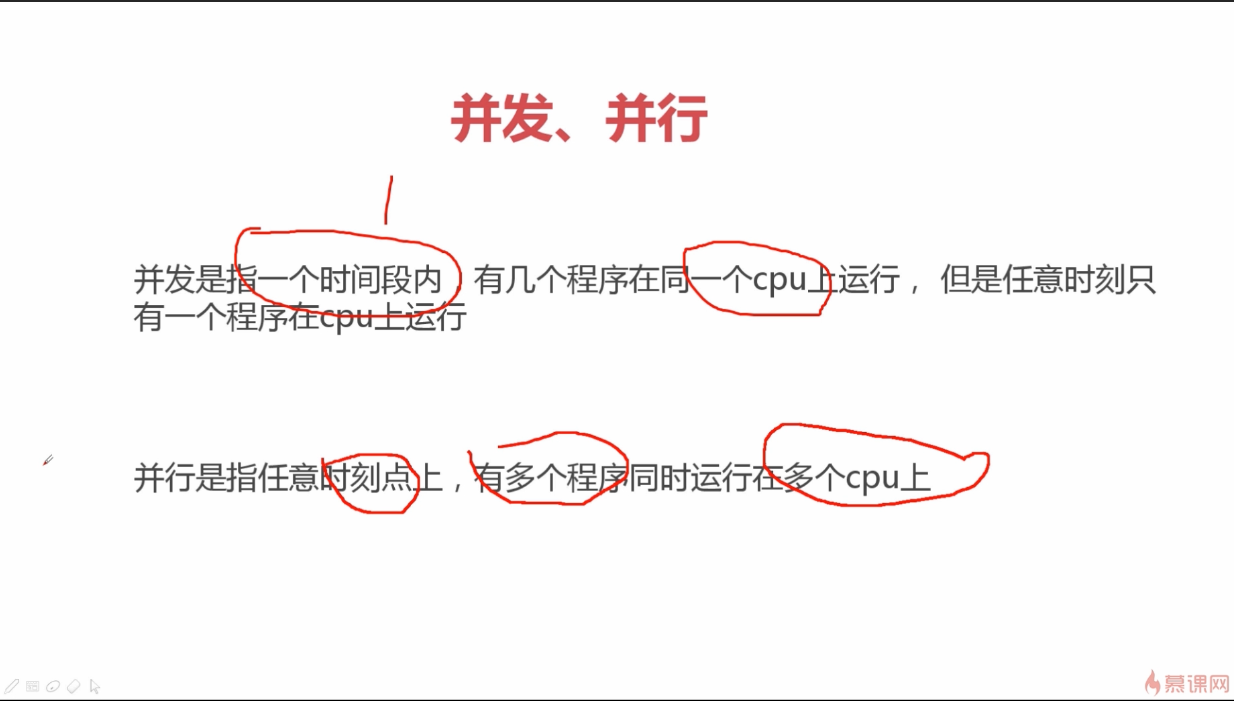 并发、并行
并发是指一个时间段内,有几个程序在同一个cpu上运行,但是任意时刻只
有一个程序在cpu上运行
并行是指任意时刻点上,有多个程序同时运行在多个cpu上
慕课网